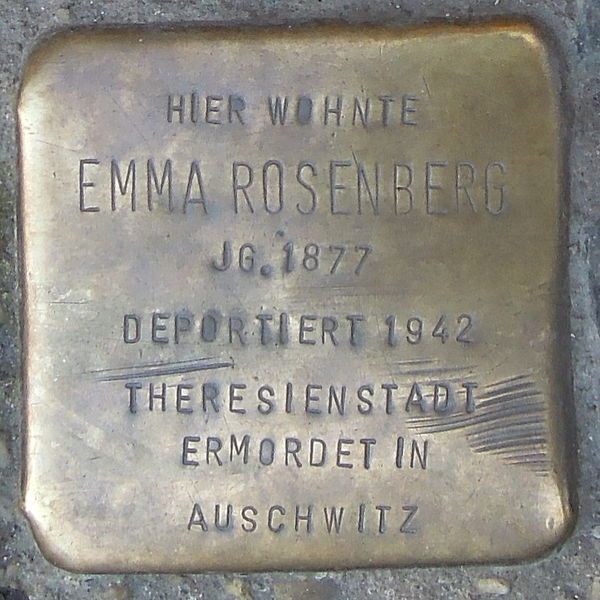 HIER WOHNTE
EMMA ROSENBERG
JG. 1877
DEPORTIERT 1942
THERESIENSTADT
ERMORDET IN
AUSCHWITZ